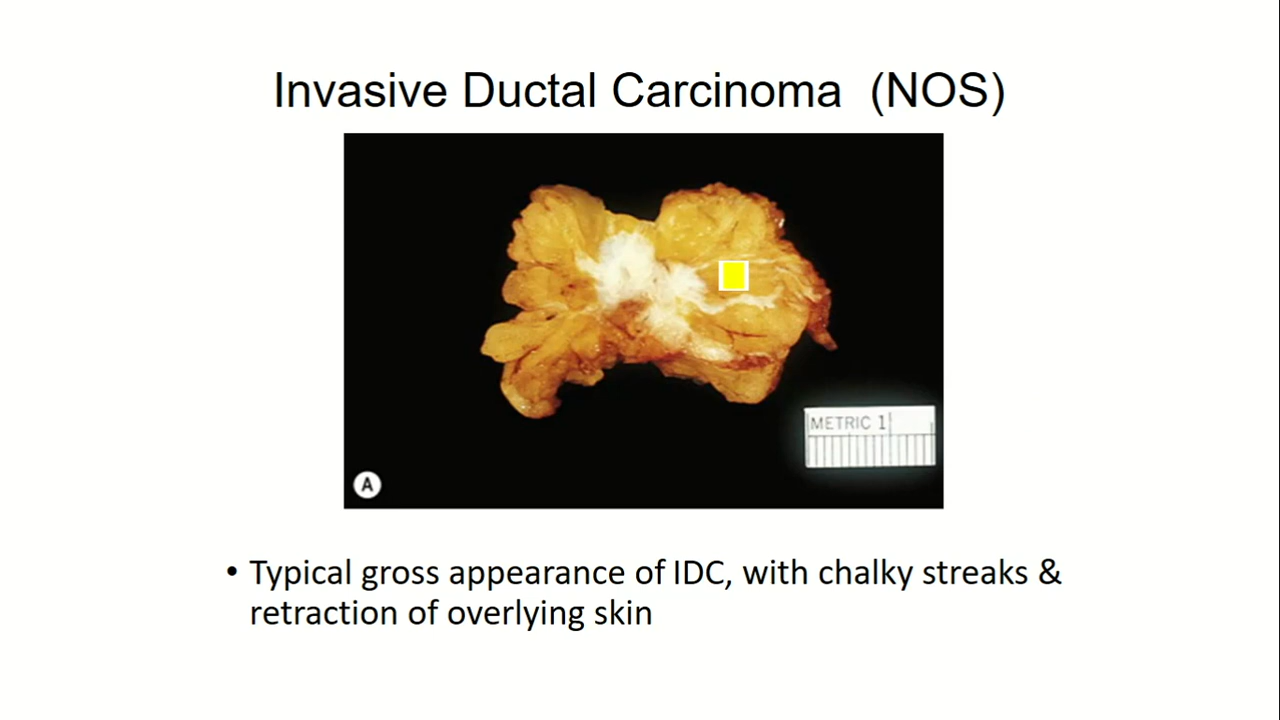 Invasive Ductal Carcinoma (NOS)
METRIC 1
A
• Typical gross appearance of IDC, with chalky streaks &
retraction of overlying skin